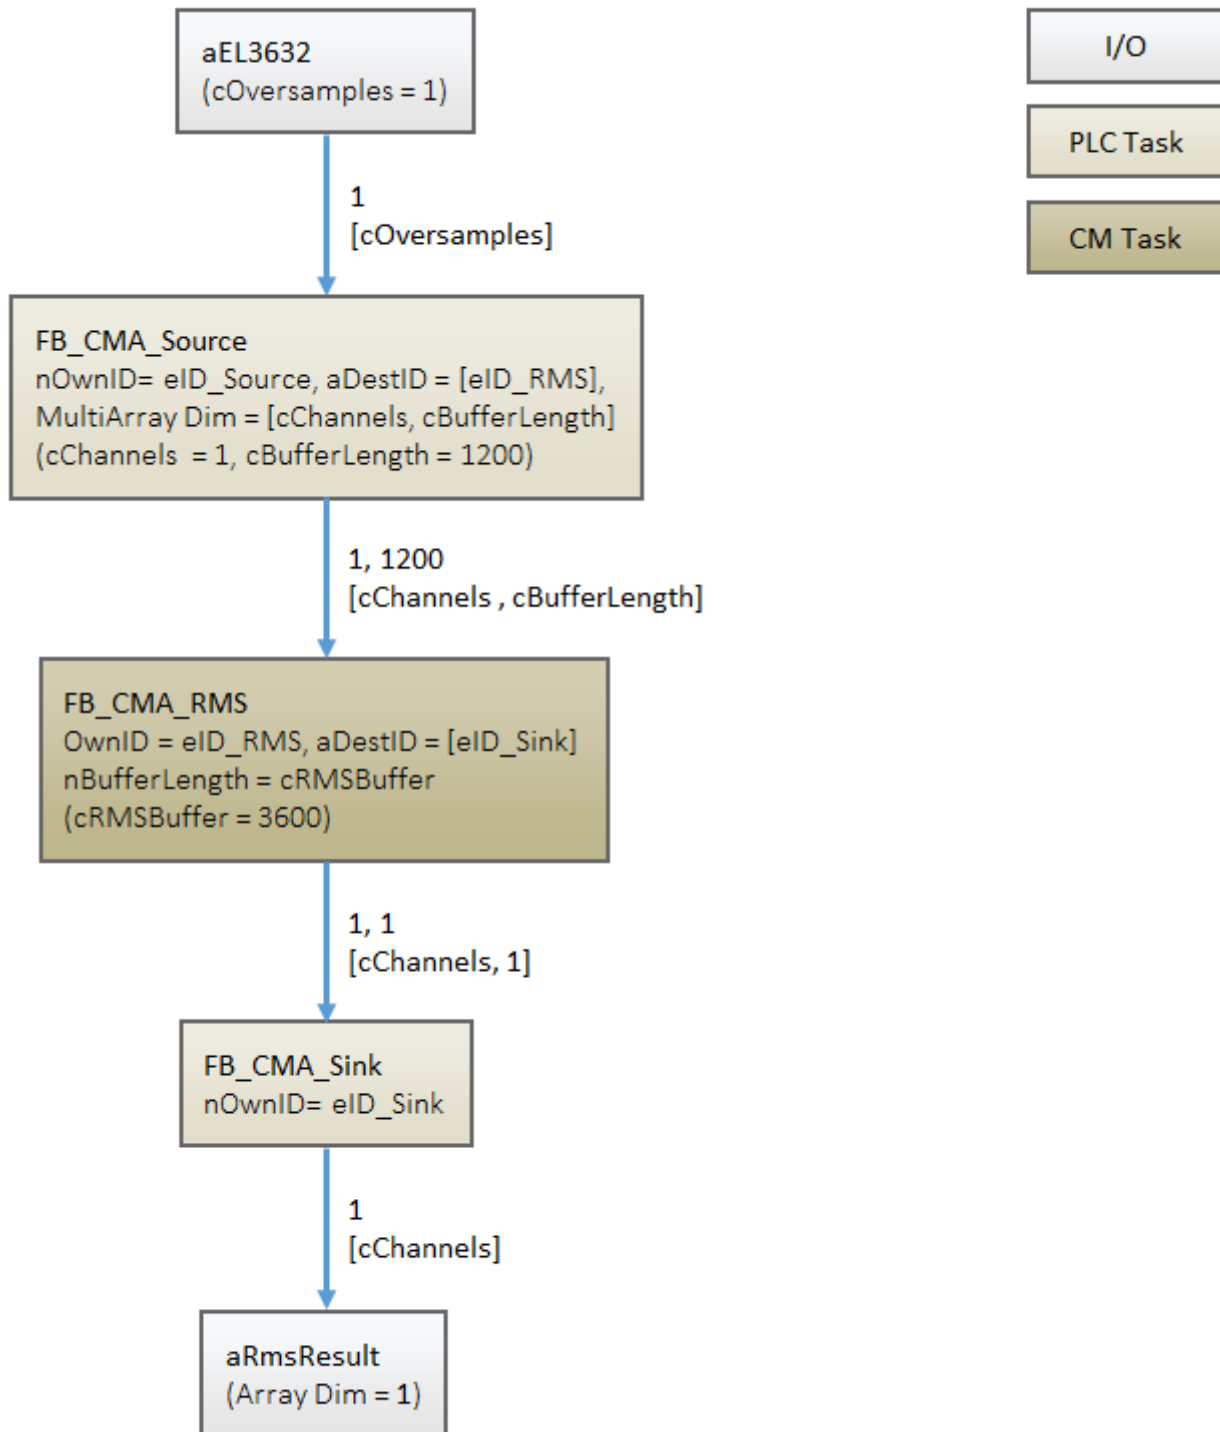 aEL3632
(cOversamples = 1)
I/O
PLC Task
CM Task
1
[cOversamples]
FB_CMA_Source
nOwnID= eID_Source, aDestID = [eID_RMS],
MultiArray Dim = [cChannels, cBufferLength]
(cChannels  = 1, cBufferLength = 1200)
1, 1200
[cChannels , cBufferLength]
FB_CMA_RMS
OwnID = eID_RMS, aDestID = [eID_Sink]
nBufferLength = cRMSBuffer
(cRMSBuffer = 3600)
1, 1
[cChannels, 1]
FB_CMA_Sink
nOwnID= eID_Sink
1
[cChannels]
aRmsResult
(Array Dim = 1)